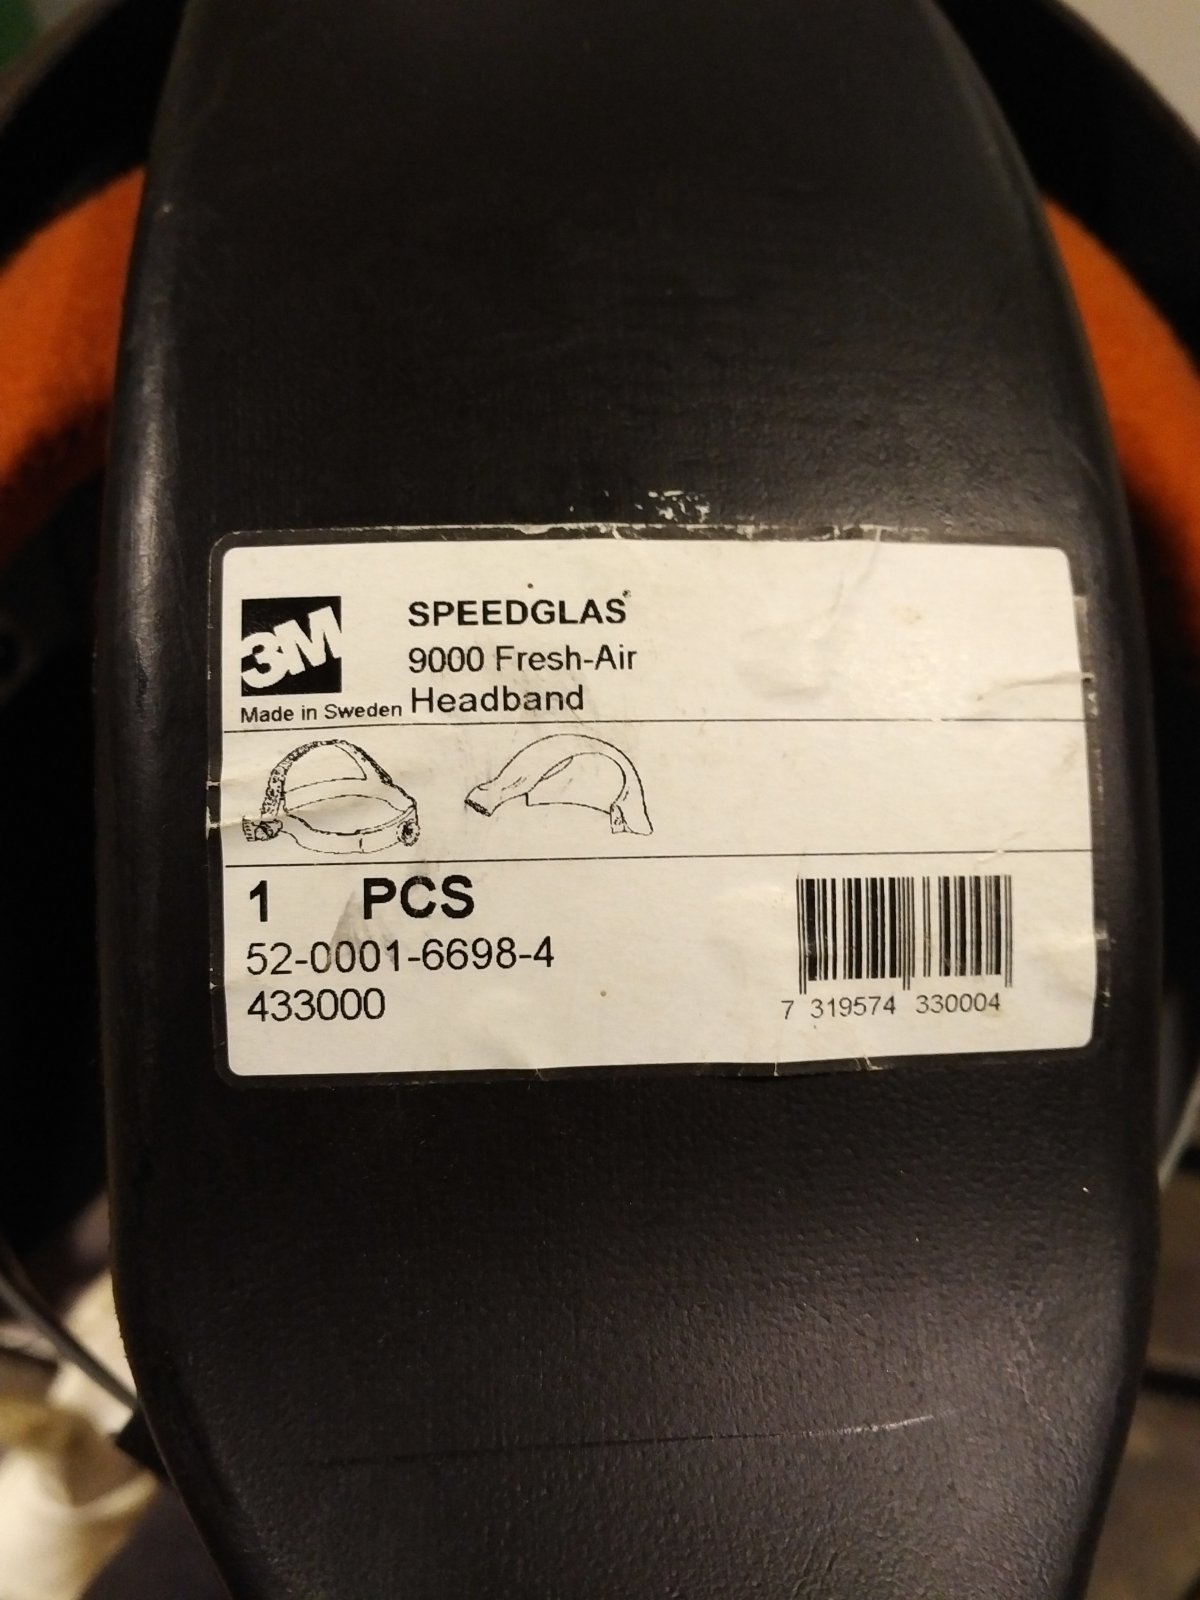 3M
SPEEDGLAS®
9000 Fresh-Air
Made in Sweden Headband
1 PCS
52-0001-6698-4
433000
7 319574 330004